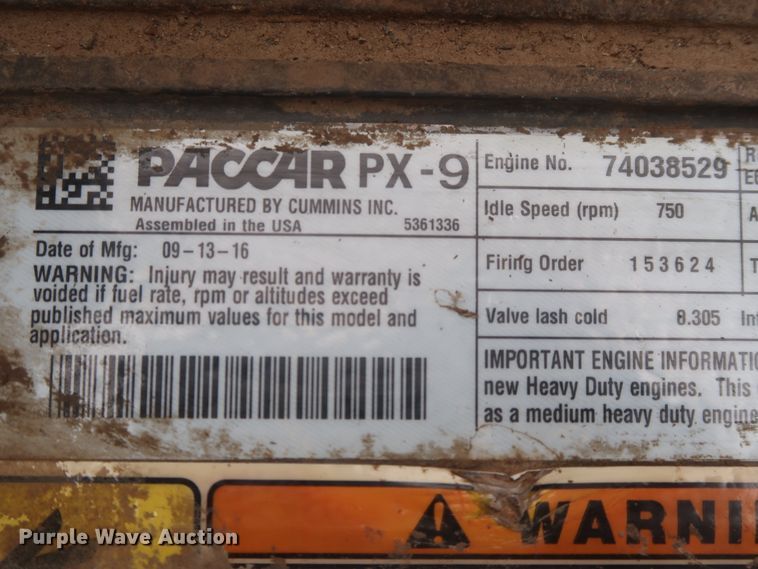 PACCAR PX-9
MANUFACTURED BY CUMMINS INC.
Assembled in the USA 5361336
Date of Mfg: 09-13-16
WARNING: Injury may result and warranty is
voided if fuel rate, rpm or altitudes exceed
published maximum values for this model and
application.
Engine No. 74038529
Idle Speed (rpm) 750
Firing Order 153624
Valve lash cold 0.305
IMPORTANT ENGINE INFORMATI
new Heavy Duty engines. This
as a medium heavy duty engine
WARNIN
Purple Wave Auction